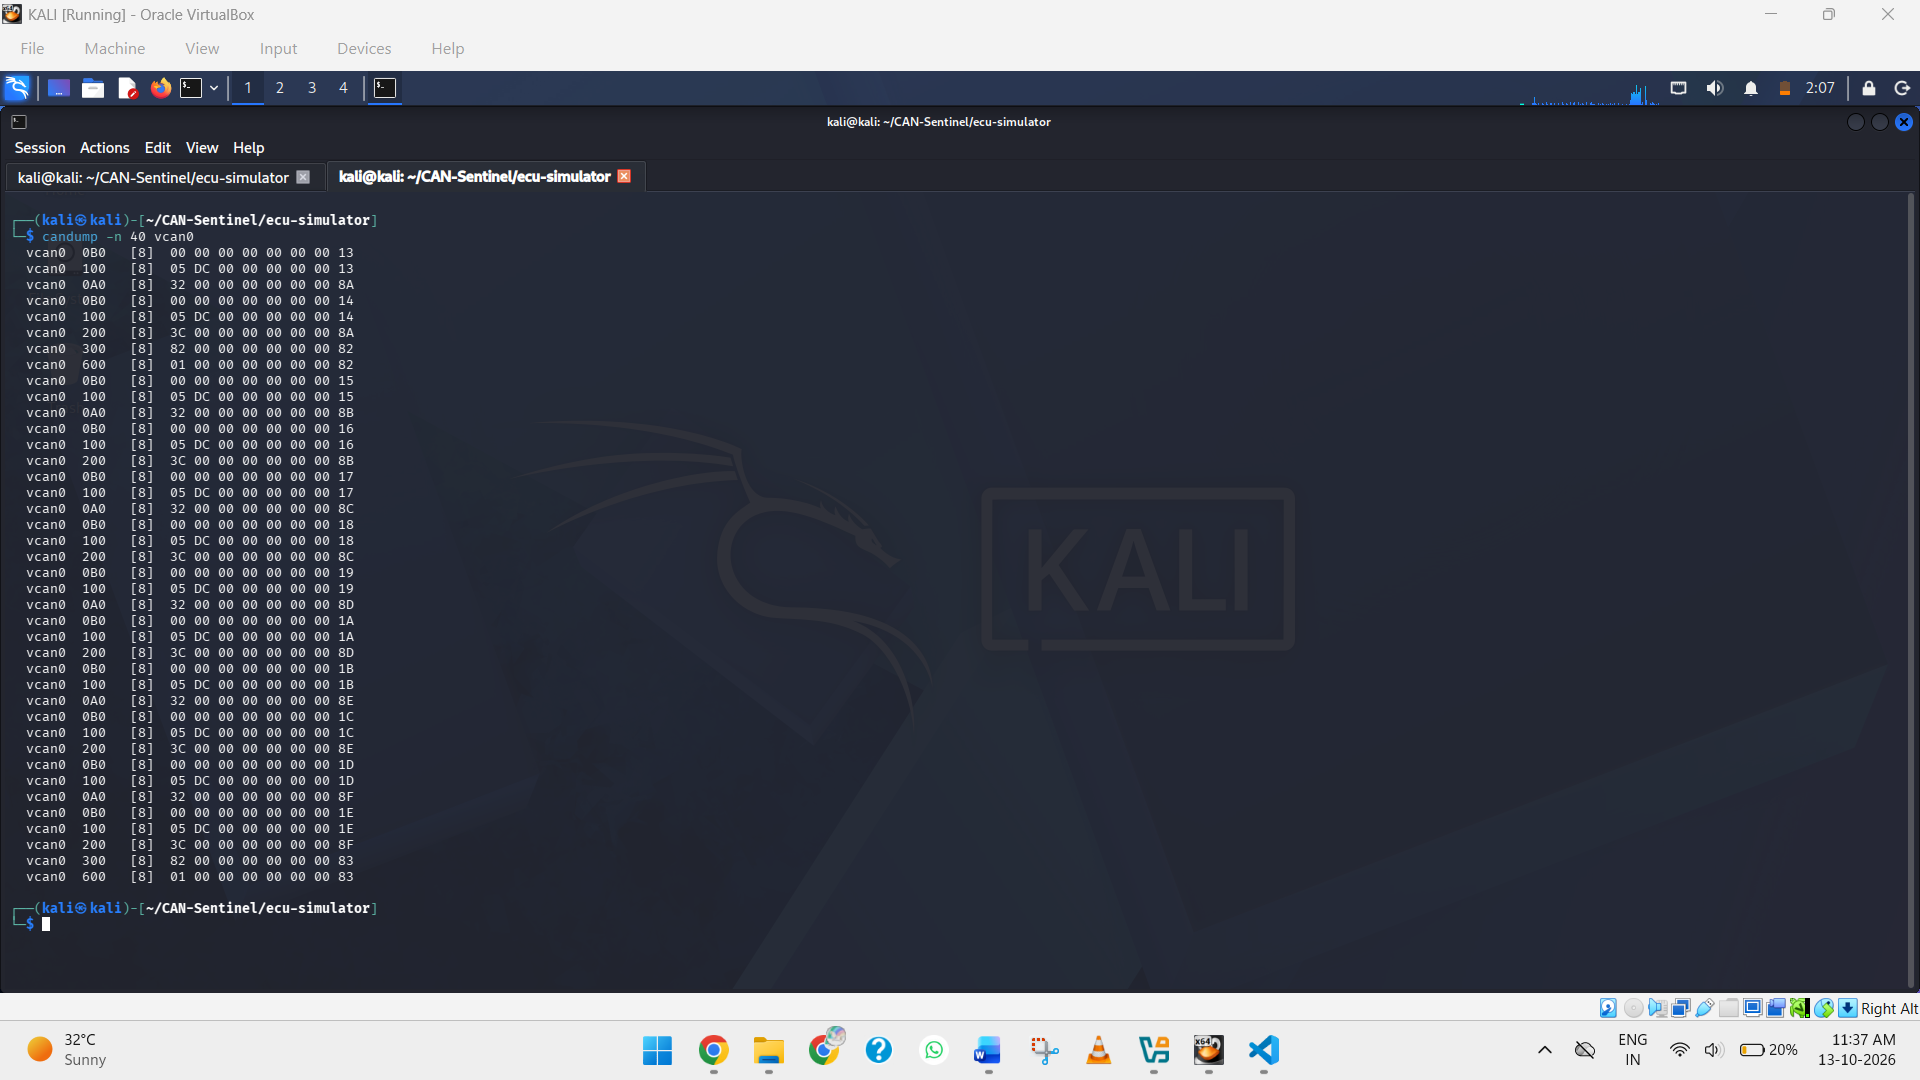 KALI [Running] - Oracle VirtualBox
File Machine View Input Devices Help
1 2 3 4 2:07
kali@kali: ~/CAN-Sentinel/ecu-simulator
Session Actions Edit View Help
kali@kali: ~/CAN-Sentinel/ecu-simulator kali@kali: ~/CAN-Sentinel/ecu-simulator
┌──(kali㉿kali)-[~/CAN-Sentinel/ecu-simulator]
└─$ candump -n 40 vcan0
vcan0 0B0 [8] 00 00 00 00 00 00 00 13
vcan0 100 [8] 05 DC 00 00 00 00 00 13
vcan0 0A0 [8] 32 00 00 00 00 00 00 8A
vcan0 0B0 [8] 00 00 00 00 00 00 00 14
vcan0 100 [8] 05 DC 00 00 00 00 00 14
vcan0 200 [8] 3C 00 00 00 00 00 00 8A
vcan0 300 [8] 82 00 00 00 00 00 00 82
vcan0 600 [8] 01 00 00 00 00 00 00 82
vcan0 0B0 [8] 00 00 00 00 00 00 00 15
vcan0 100 [8] 05 DC 00 00 00 00 00 15
vcan0 0A0 [8] 32 00 00 00 00 00 00 8B
vcan0 0B0 [8] 00 00 00 00 00 00 00 16
vcan0 100 [8] 05 DC 00 00 00 00 00 16
vcan0 200 [8] 3C 00 00 00 00 00 00 8B
vcan0 0B0 [8] 00 00 00 00 00 00 00 17
vcan0 100 [8] 05 DC 00 00 00 00 00 17
vcan0 0A0 [8] 32 00 00 00 00 00 00 8C
vcan0 0B0 [8] 00 00 00 00 00 00 00 18
vcan0 100 [8] 05 DC 00 00 00 00 00 18
vcan0 200 [8] 3C 00 00 00 00 00 00 8C
vcan0 0B0 [8] 00 00 00 00 00 00 00 19
vcan0 100 [8] 05 DC 00 00 00 00 00 19
vcan0 0A0 [8] 32 00 00 00 00 00 00 8D
vcan0 0B0 [8] 00 00 00 00 00 00 00 1A
vcan0 100 [8] 05 DC 00 00 00 00 00 1A
vcan0 200 [8] 3C 00 00 00 00 00 00 8D
vcan0 0B0 [8] 00 00 00 00 00 00 00 1B
vcan0 100 [8] 05 DC 00 00 00 00 00 1B
vcan0 0A0 [8] 32 00 00 00 00 00 00 8E
vcan0 0B0 [8] 00 00 00 00 00 00 00 1C
vcan0 100 [8] 05 DC 00 00 00 00 00 1C
vcan0 200 [8] 3C 00 00 00 00 00 00 8E
vcan0 0B0 [8] 00 00 00 00 00 00 00 1D
vcan0 100 [8] 05 DC 00 00 00 00 00 1D
vcan0 0A0 [8] 32 00 00 00 00 00 00 8F
vcan0 0B0 [8] 00 00 00 00 00 00 00 1E
vcan0 100 [8] 05 DC 00 00 00 00 00 1E
vcan0 200 [8] 3C 00 00 00 00 00 00 8F
vcan0 300 [8] 82 00 00 00 00 00 00 83
vcan0 600 [8] 01 00 00 00 00 00 00 83
┌──(kali㉿kali)-[~/CAN-Sentinel/ecu-simulator]
└─$
KALI
Right Alt
32°C
Sunny
ENG
IN
20%
11:37 AM
13-10-2026